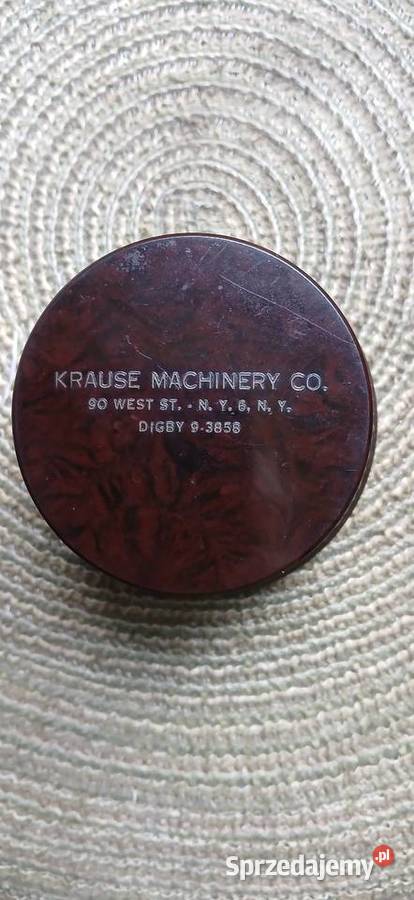 KRAUSE MACHINERY CO.
90 WEST ST. - N. Y. 6, N. Y.
DIGBY 9-3858
Sprzedajemy.pl